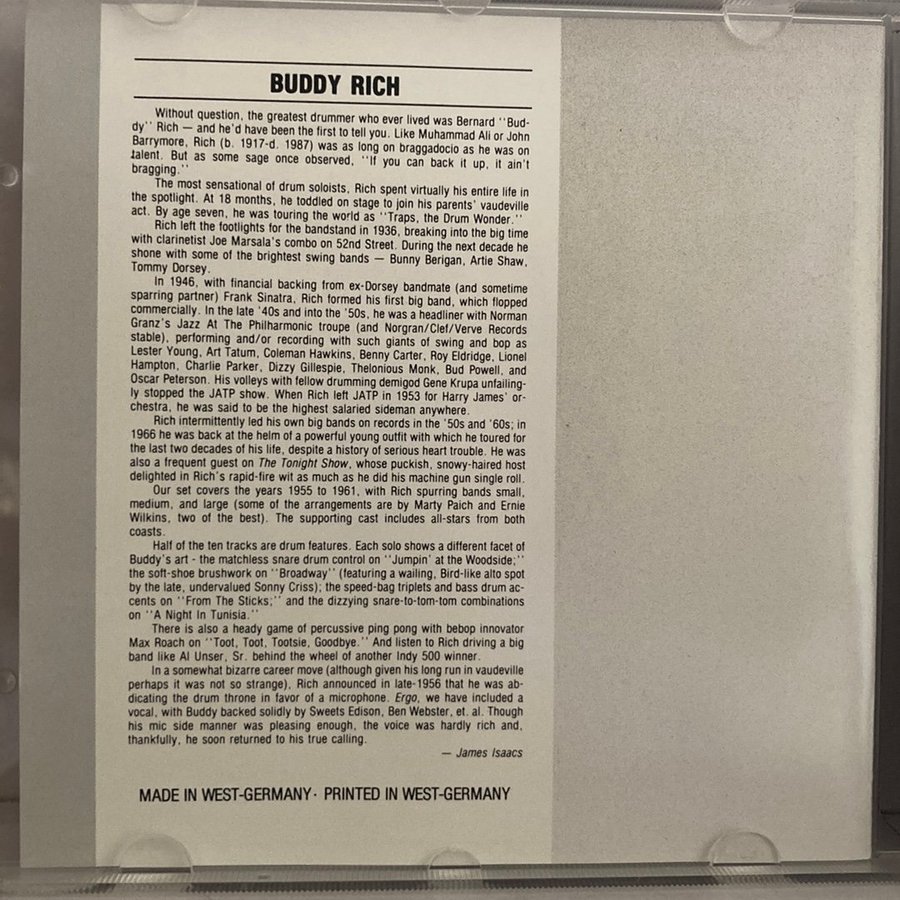 BUDDY RICH
Without question, the greatest drummer who ever lived was Bernard ''Bud-
dy'' Rich — and he'd have been the first to tell you. Like Muhammad Ali or John
Barrymore, Rich (b. 1917-d. 1987) was as long on braggadocio as he was on
talent. But as some sage once observed, ''If you can back it up, it ain't
bragging.''
The most sensational of drum soloists, Rich spent virtually his entire life in
the spotlight. At 18 months, he toddled on stage to join his parents' vaudeville
act. By age seven, he was touring the world as ''Traps, the Drum Wonder.''
Rich left the footlights for the bandstand in 1936, breaking into the big time
with clarinetist Joe Marsala's combo on 52nd Street. During the next decade he
shone with some of the brightest swing bands — Bunny Berigan, Artie Shaw,
Tommy Dorsey.
In 1946, with financial backing from ex-Dorsey bandmate (and sometime
sparring partner) Frank Sinatra, Rich formed his first big band, which flopped
commercially. In the late '40s and into the '50s, he was a headliner with Norman
Granz's Jazz At The Philharmonic troupe (and Norgran/Clef/Verve Records
stable), performing and/or recording with such giants of swing and bop as
Lester Young, Art Tatum, Coleman Hawkins, Benny Carter, Roy Eldridge, Lionel
Hampton, Charlie Parker, Dizzy Gillespie, Thelonious Monk, Bud Powell, and
Oscar Peterson. His volleys with fellow drumming demigod Gene Krupa unfailing-
ly stopped the JATP show. When Rich left JATP in 1953 for Harry James' or-
chestra, he was said to be the highest salaried sideman anywhere.
Rich intermittently led his own big bands on records in the '50s and '60s; in
1966 he was back at the helm of a powerful young outfit with which he toured for
the last two decades of his life, despite a history of serious heart trouble. He was
also a frequent guest on The Tonight Show, whose puckish, snowy-haired host
delighted in Rich's rapid-fire wit as much as he did his machine gun single roll.
Our set covers the years 1955 to 1961, with Rich spurring bands small,
medium, and large (some of the arrangements are by Marty Paich and Ernie
Wilkins, two of the best). The supporting cast includes all-stars from both
coasts.
Half of the ten tracks are drum features. Each solo shows a different facet of
Buddy's art - the matchless snare drum control on ''Jumpin' at the Woodside;''
the soft-shoe brushwork on ''Broadway'' (featuring a wailing, Bird-like alto spot
by the late, undervalued Sonny Criss); the speed-bag triplets and bass drum ac-
cents on ''From The Sticks;'' and the dizzying snare-to-tom-tom combinations
on ''A Night In Tunisia.''
There is also a heady game of percussive ping pong with bebop innovator
Max Roach on ''Toot, Toot, Tootsie, Goodbye.'' And listen to Rich driving a big
band like Al Unser, Sr. behind the wheel of another Indy 500 winner.
In a somewhat bizarre career move (although given his long run in vaudeville
perhaps it was not so strange), Rich announced in late-1956 that he was ab-
dicating the drum throne in favor of a microphone. Ergo, we have included a
vocal, with Buddy backed solidly by Sweets Edison, Ben Webster, et. al. Though
his mic side manner was pleasing enough, the voice was hardly rich and,
thankfully, he soon returned to his true calling.
— James Isaacs
MADE IN WEST-GERMANY · PRINTED IN WEST-GERMANY